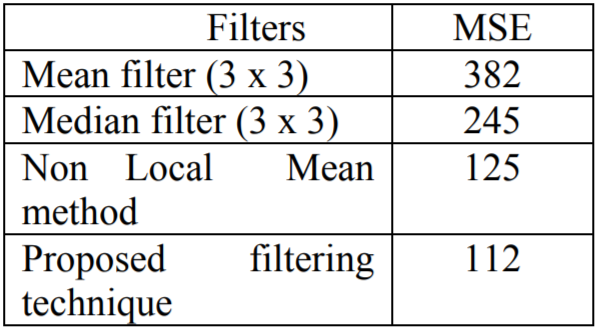 Filters MSE
Mean filter (3 x 3) 382
Median filter (3 x 3) 245
Non Local Mean 125
method
Proposed filtering 112
technique